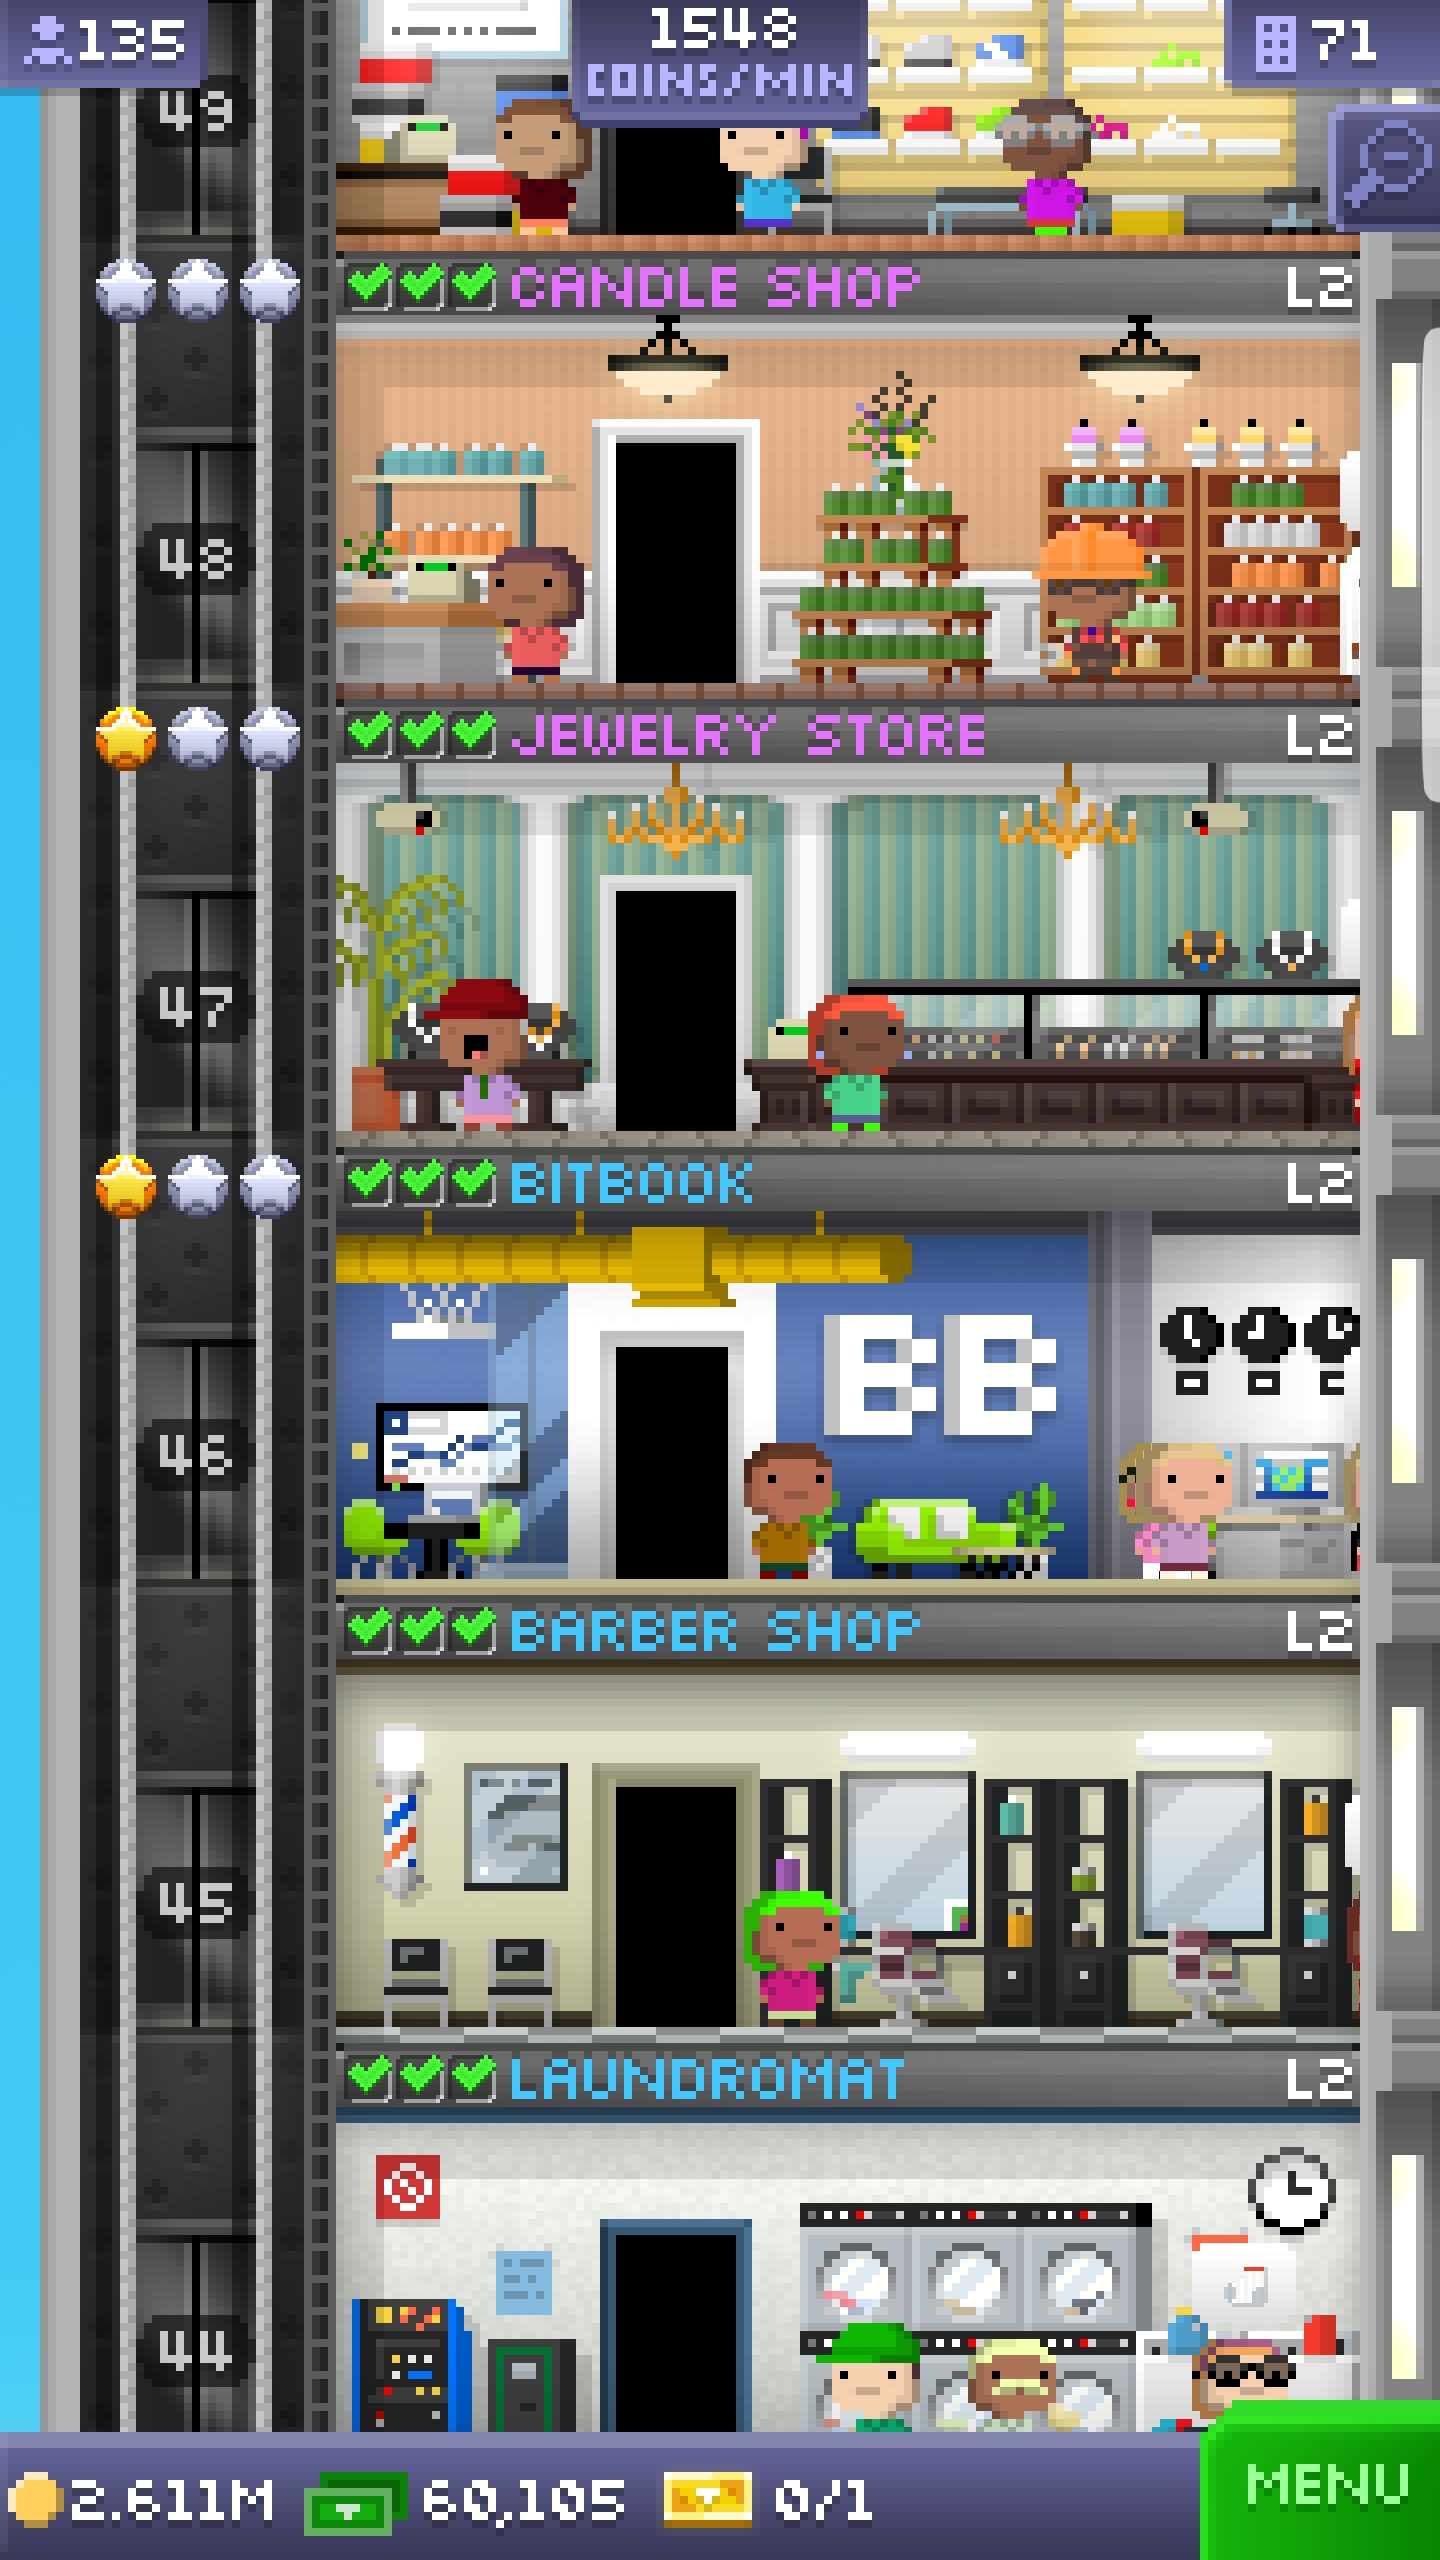 135
1548
COINS/MIN
71
49
CANDLE SHOP L2
48
JEWELRY STORE L2
47
BITBOOK L2
BB
46
BARBER SHOP L2
45
LAUNDROMAT L2
44
2.611M 60,105 0/1
MENU